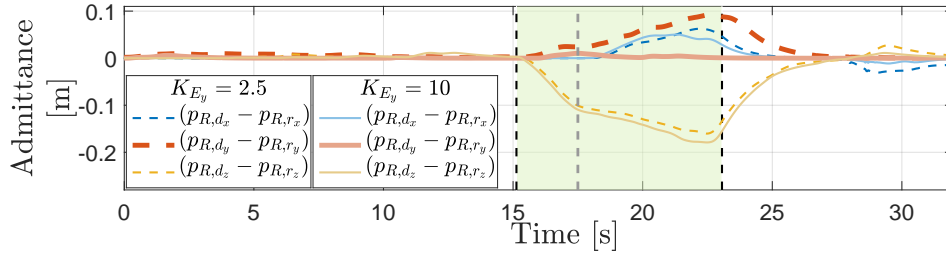 Admittance
[m]
0.1
0
-0.1
-0.2
K_{E_y} = 2.5 K_{E_y} = 10
(p_{R,d_x} − p_{R,r_x}) (p_{R,d_x} − p_{R,r_x})
(p_{R,d_y} − p_{R,r_y}) (p_{R,d_y} − p_{R,r_y})
(p_{R,d_z} − p_{R,r_z}) (p_{R,d_z} − p_{R,r_z})
0 5 10 15 20 25 30
Time [s]